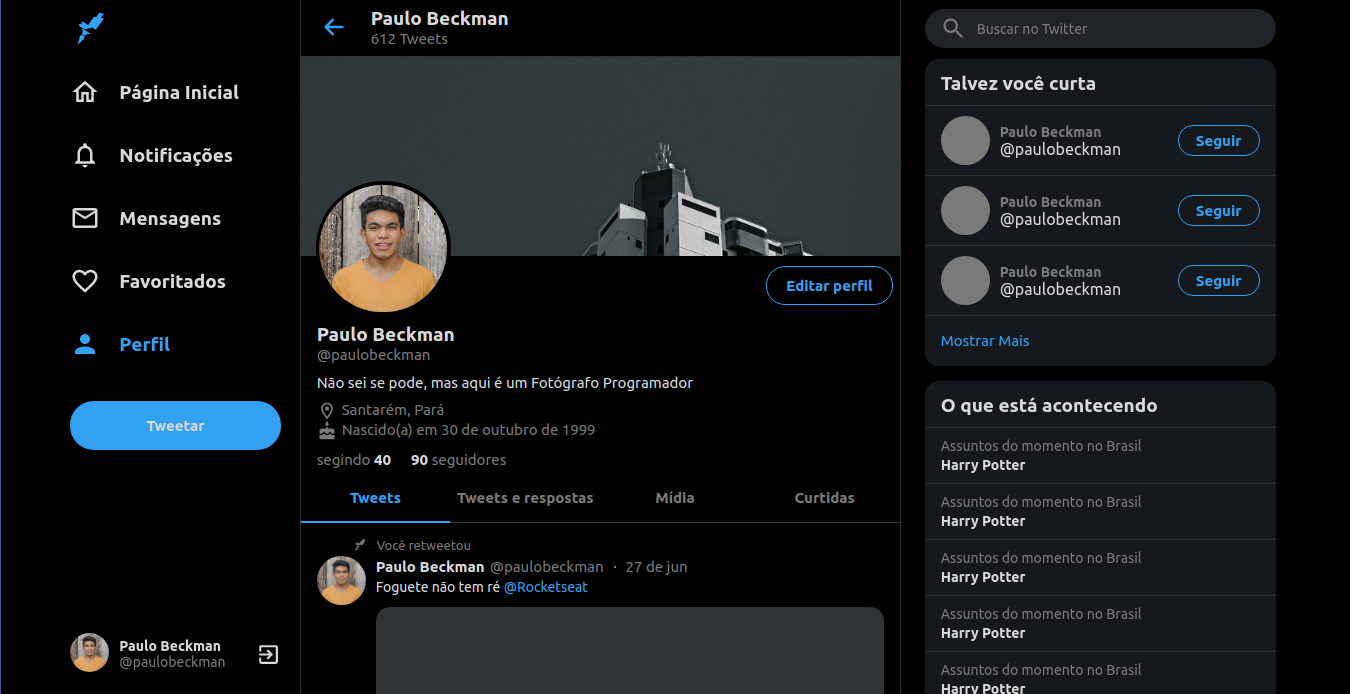 Página Inicial
Notificações
Mensagens
Favoritados
Perfil
Tweetar
Paulo Beckman
@paulobeckman
Paulo Beckman
612 Tweets
Editar perfil
Paulo Beckman
@paulobeckman
Não sei se pode, mas aqui é um Fotógrafo Programador
Santarém, Pará
Nascido(a) em 30 de outubro de 1999
segindo 40 90 seguidores
Tweets Tweets e respostas Mídia Curtidas
Você retweetou
Paulo Beckman @paulobeckman · 27 de jun
Foguete não tem ré @Rocketseat
Buscar no Twitter
Talvez você curta
Paulo Beckman
@paulobeckman
Seguir
Paulo Beckman
@paulobeckman
Seguir
Paulo Beckman
@paulobeckman
Seguir
Mostrar Mais
O que está acontecendo
Assuntos do momento no Brasil
Harry Potter
Assuntos do momento no Brasil
Harry Potter
Assuntos do momento no Brasil
Harry Potter
Assuntos do momento no Brasil
Harry Potter
Assuntos do momento no Brasil
Harry Potter